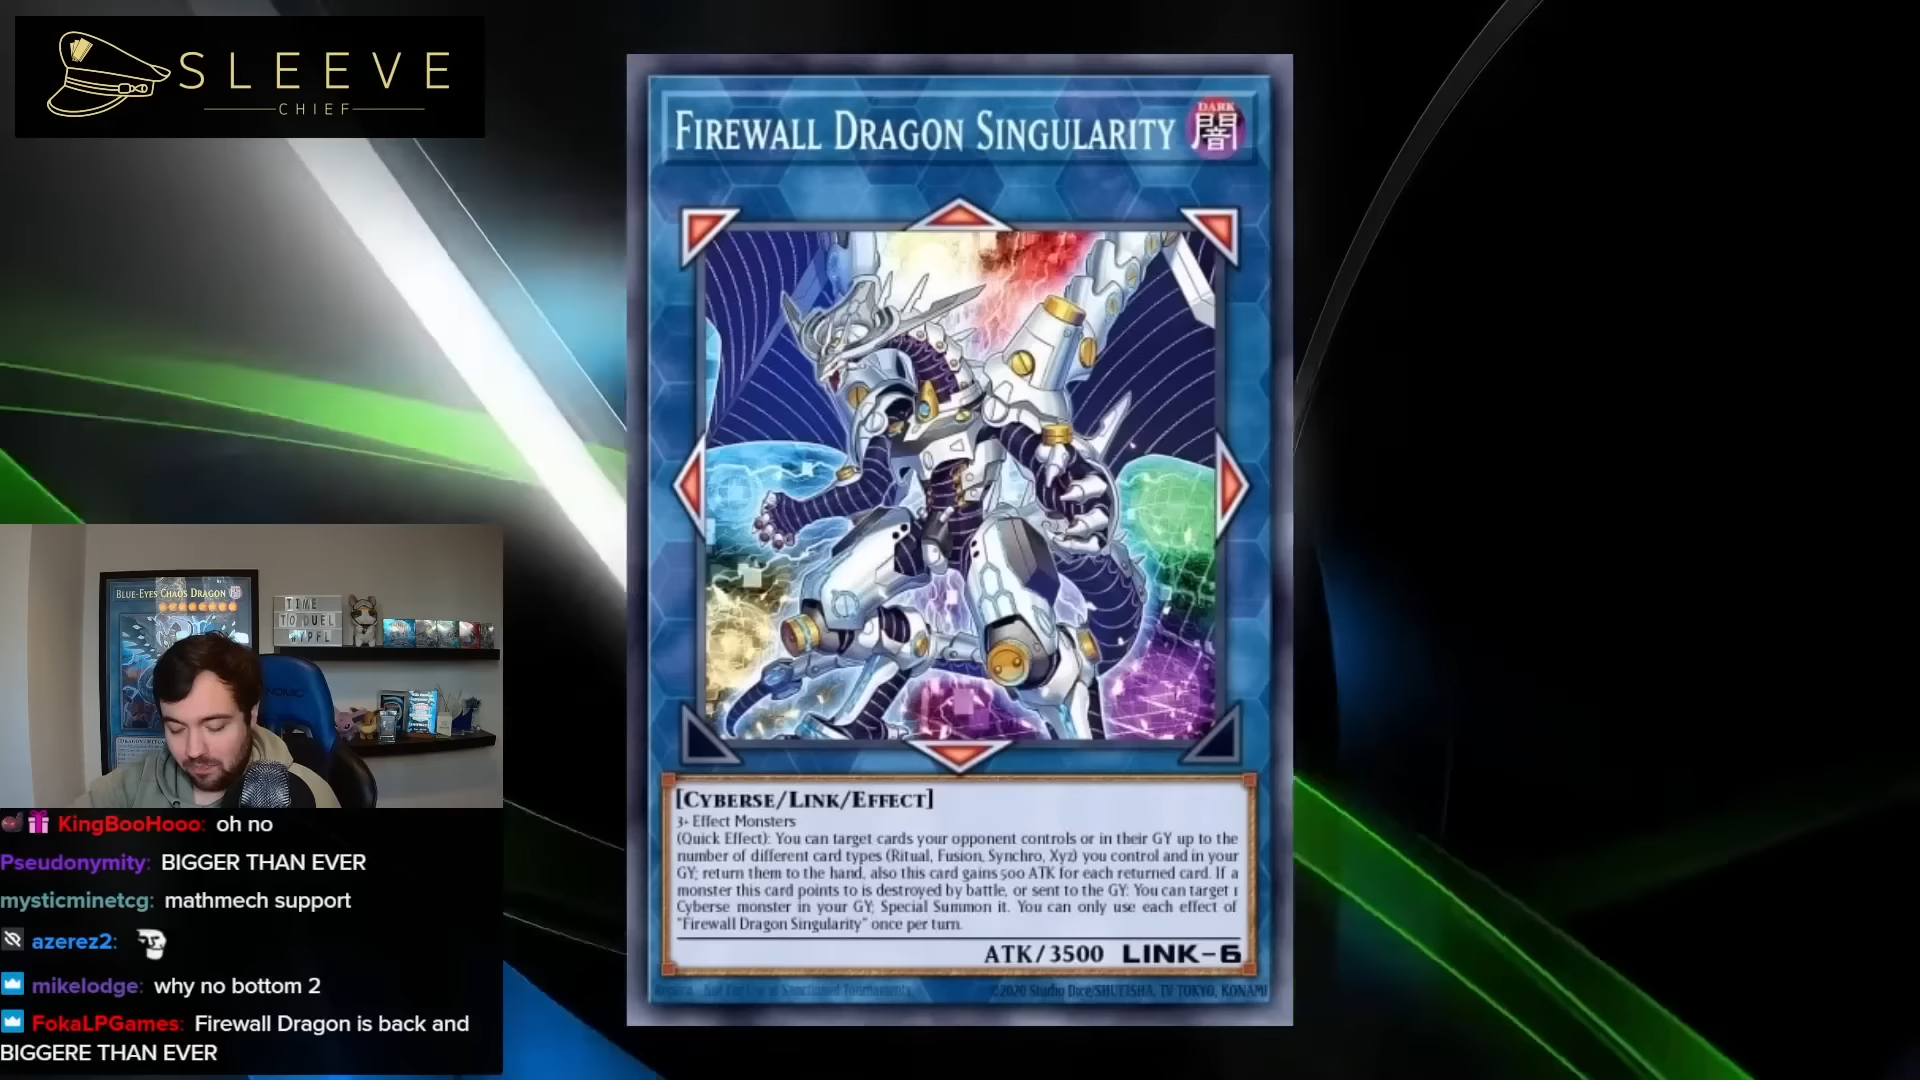 SLEEVE
CHIEF
FIREWALL DRAGON SINGULARITY
DARK
闇
[CYBERSE/LINK/EFFECT]
3+ Effect Monsters
(Quick Effect): You can target cards your opponent controls or in their GY up to the
number of different card types (Ritual, Fusion, Synchro, Xyz) you control and in your
GY; return them to the hand, also this card gains 500 ATK for each returned card. If a
monster this card points to is destroyed by battle, or sent to the GY: You can target 1
Cyberse monster in your GY; Special Summon it. You can only use each effect of
"Firewall Dragon Singularity" once per turn.
ATK/3500 LINK-6
Replica - Not For Use in Sanctioned Tournaments
©2020 Studio Dice/SHUEISHA, TV TOKYO, KONAMI
BLUE-EYES CHAOS DRAGON
TIME
TO DUEL
KingBooHooo: oh no
Pseudonymity: BIGGER THAN EVER
mysticminetcg: mathmech support
azerez2:
mikelodge: why no bottom 2
FokaLPGames: Firewall Dragon is back and
BIGGERE THAN EVER